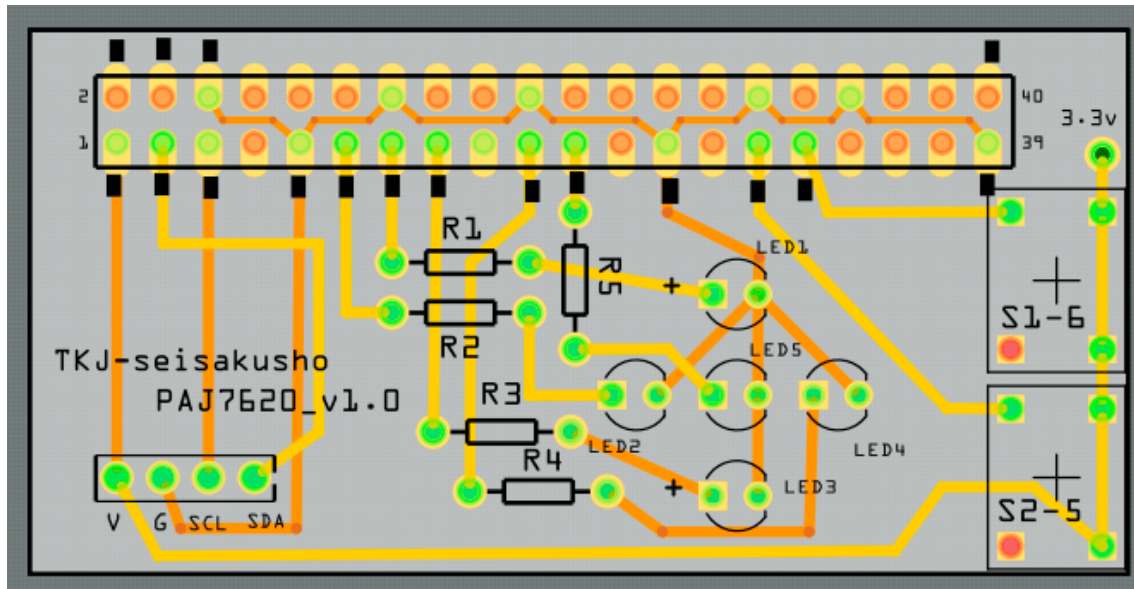 2 40
1 39
3.3v
R1
LED1
R5
+
S1-6
R2
LED5
TKJ-seisakusho
PAJ7620_v1.0
R3
LED2
LED4
R4
+
LED3
S2-5
V G SCL SDA